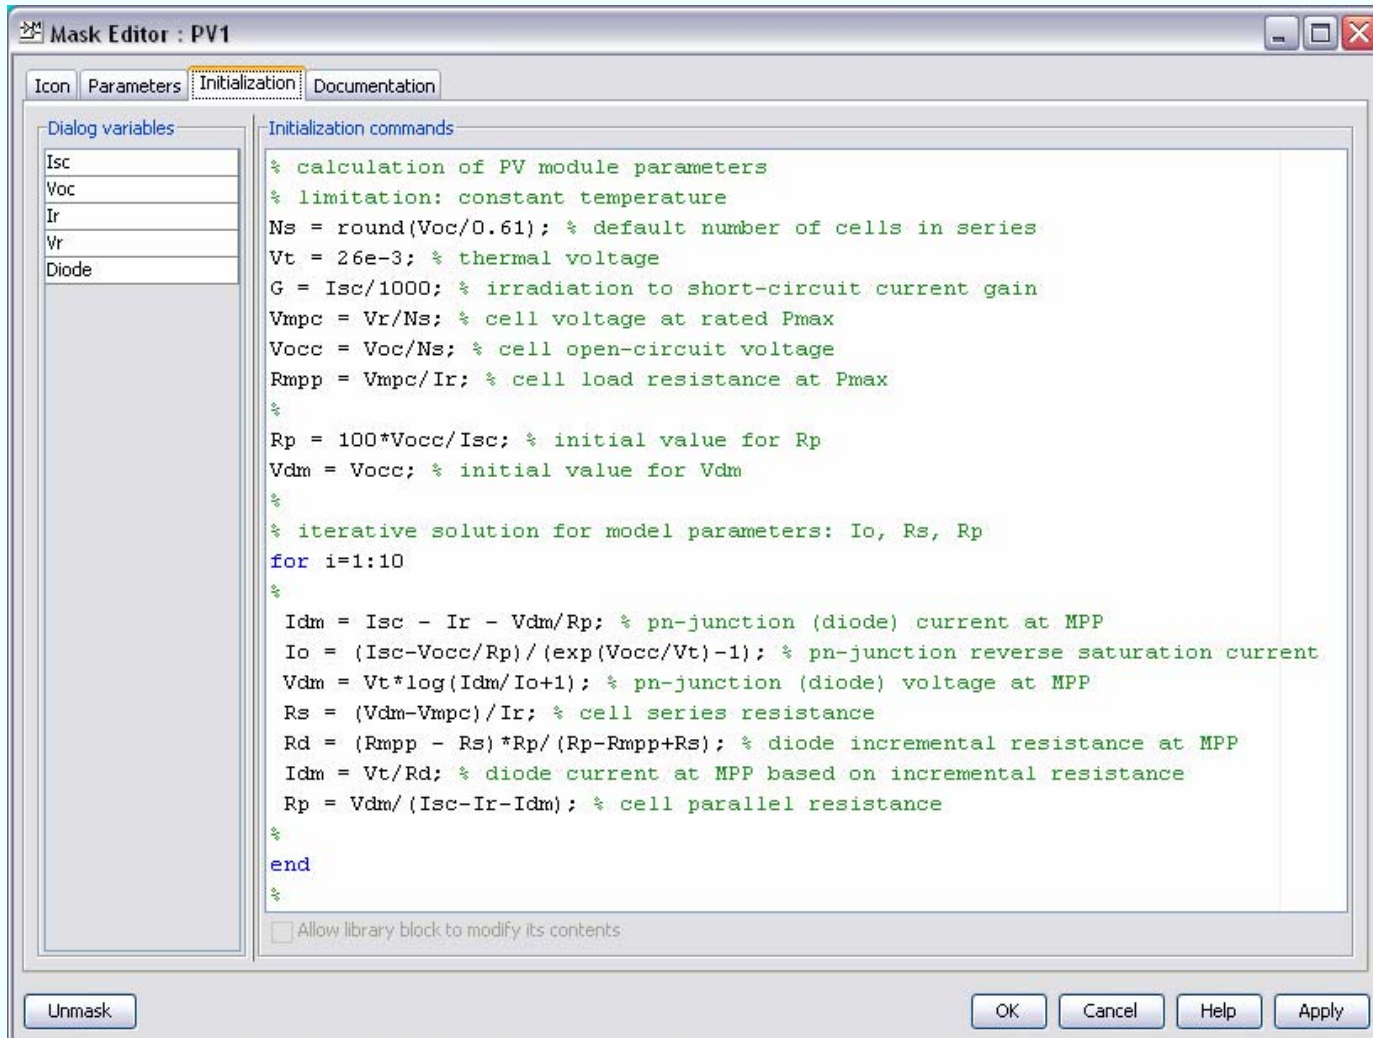 Mask Editor : PV1
Icon Parameters Initialization Documentation
Dialog variables
Isc
Voc
Ir
Vr
Diode
Initialization commands
% calculation of PV module parameters
% limitation: constant temperature
Ns = round(Voc/0.61); % default number of cells in series
Vt = 26e-3; % thermal voltage
G = Isc/1000; % irradiation to short-circuit current gain
Vmpc = Vr/Ns; % cell voltage at rated Pmax
Vocc = Voc/Ns; % cell open-circuit voltage
Rmpp = Vmpc/Ir; % cell load resistance at Pmax
%
Rp = 100*Vocc/Isc; % initial value for Rp
Vdm = Vocc; % initial value for Vdm
%
% iterative solution for model parameters: Io, Rs, Rp
for i=1:10
%
Idm = Isc - Ir - Vdm/Rp; % pn-junction (diode) current at MPP
Io = (Isc-Vocc/Rp)/(exp(Vocc/Vt)-1); % pn-junction reverse saturation current
Vdm = Vt*log(Idm/Io+1); % pn-junction (diode) voltage at MPP
Rs = (Vdm-Vmpc)/Ir; % cell series resistance
Rd = (Rmpp - Rs)*Rp/(Rp-Rmpp+Rs); % diode incremental resistance at MPP
Idm = Vt/Rd; % diode current at MPP based on incremental resistance
Rp = Vdm/(Isc-Ir-Idm); % cell parallel resistance
%
end
%
Allow library block to modify its contents
Unmask OK Cancel Help Apply